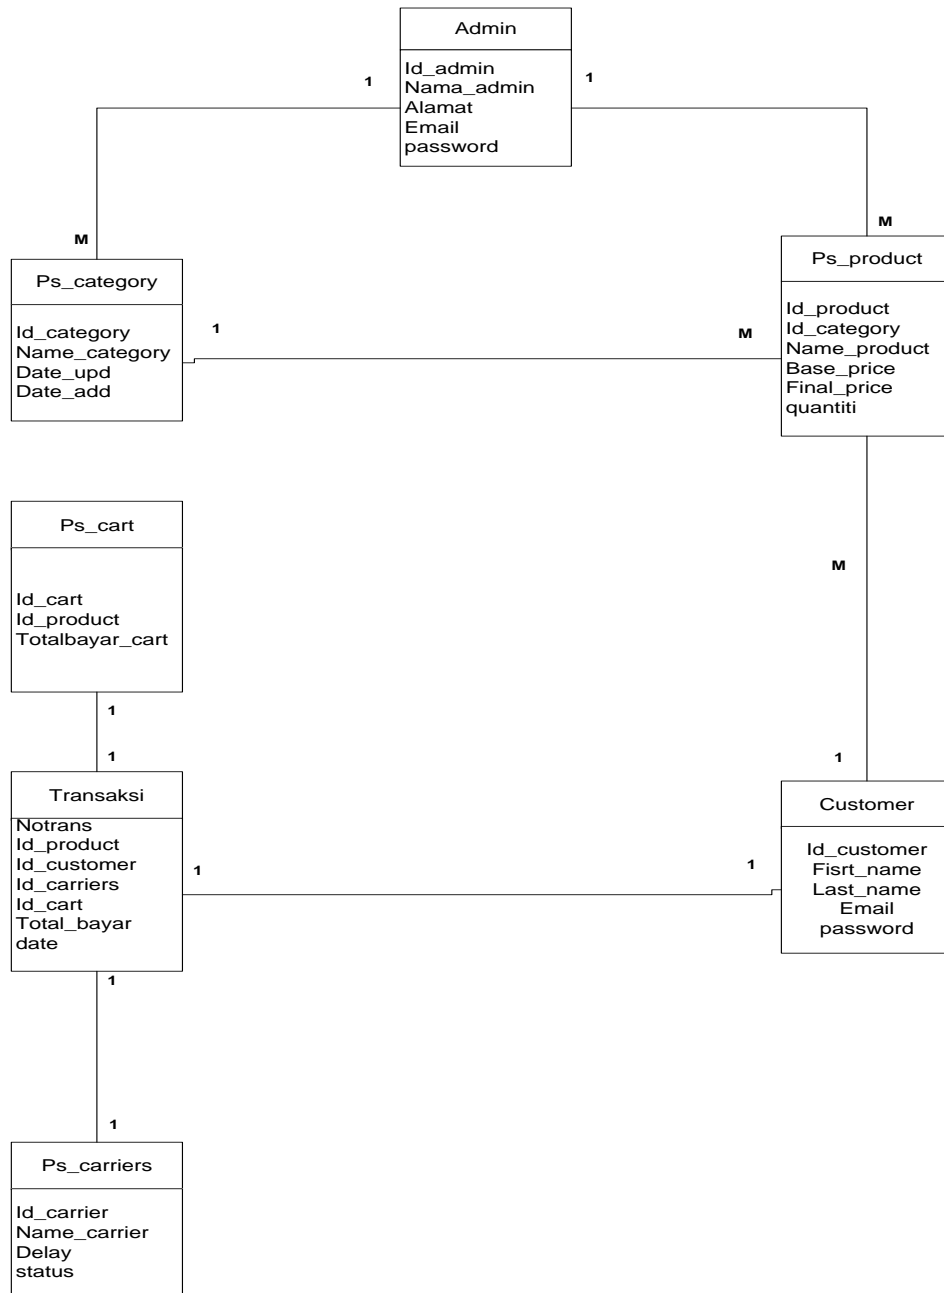 Admin
Id_admin
Nama_admin
Alamat
Email
password
1
1
M
M
Ps_category
Id_category
Name_category
Date_upd
Date_add
Ps_product
Id_product
Id_category
Name_product
Base_price
Final_price
quantiti
1
M
Ps_cart
Id_cart
Id_product
Totalbayar_cart
M
1
1
1
Transaksi
Notrans
Id_product
Id_customer
Id_carriers
Id_cart
Total_bayar
date
Customer
Id_customer
Fisrt_name
Last_name
Email
password
1
1
1
1
Ps_carriers
Id_carrier
Name_carrier
Delay
status